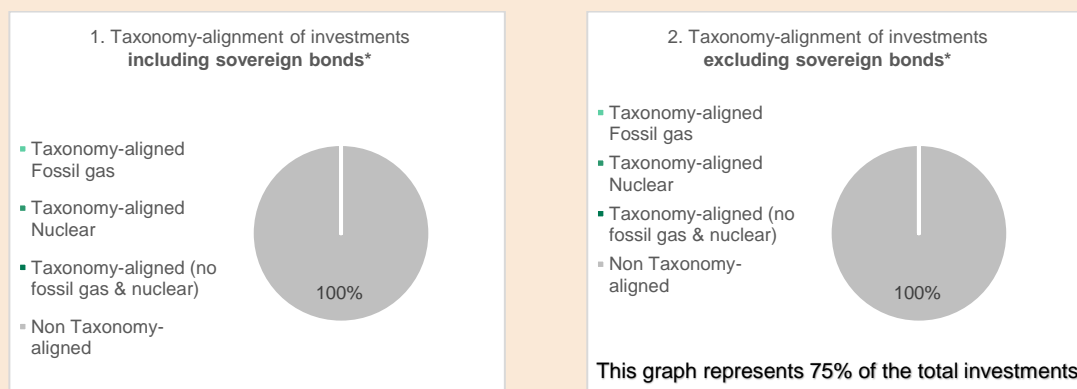 1. Taxonomy-alignment of investments
including sovereign bonds*
Taxonomy-aligned
Fossil gas
Taxonomy-aligned
Nuclear
Taxonomy-aligned (no
fossil gas & nuclear)
Non Taxonomy-
aligned
100%
2. Taxonomy-alignment of investments
excluding sovereign bonds*
Taxonomy-aligned
Fossil gas
Taxonomy-aligned
Nuclear
Taxonomy-aligned (no
fossil gas & nuclear)
Non Taxonomy-
aligned
100%
This graph represents 75% of the total investments